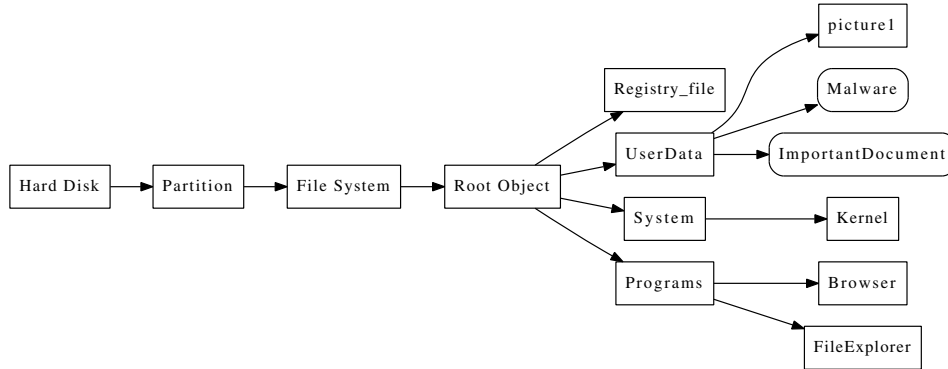 picture1
Registry_file
Malware
UserData
ImportantDocument
Hard Disk
Partition
File System
Root Object
System
Kernel
Programs
Browser
FileExplorer